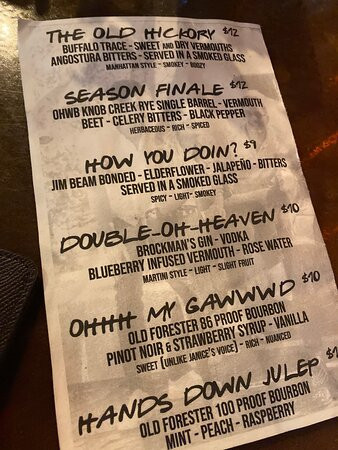 THE OLD HICKORY $12
BUFFALO TRACE - SWEET AND DRY VERMOUTHS
ANGOSTURA BITTERS - SERVED IN A SMOKED GLASS
MANHATTAN STYLE - SMOKEY - BOOZY
SEASON FINALE $12
OHWB KNOB CREEK RYE SINGLE BARREL - VERMOUTH
BEET - CELERY BITTERS - BLACK PEPPER
HERBACEOUS - RICH - SPICED
HOW YOU DOIN? $9
JIM BEAM BONDED - ELDERFLOWER - JALAPEÑO - BITTERS
SERVED IN A SMOKED GLASS
SPICY - LIGHT - SMOKEY
DOUBLE-OH-HEAVEN $10
BROCKMAN'S GIN - VODKA
BLUEBERRY INFUSED VERMOUTH - ROSE WATER
MARTINI STYLE - LIGHT - SLIGHT FRUIT
OHHHH MY GAWWWD $10
OLD FORESTER 86 PROOF BOURBON
PINOT NOIR & STRAWBERRY SYRUP - VANILLA
SWEET (UNLIKE JANICE'S VOICE) - RICH - NUANCED
HANDS DOWN JULEP
OLD FORESTER 100 PROOF BOURBON
MINT - PEACH - RASPBERRY